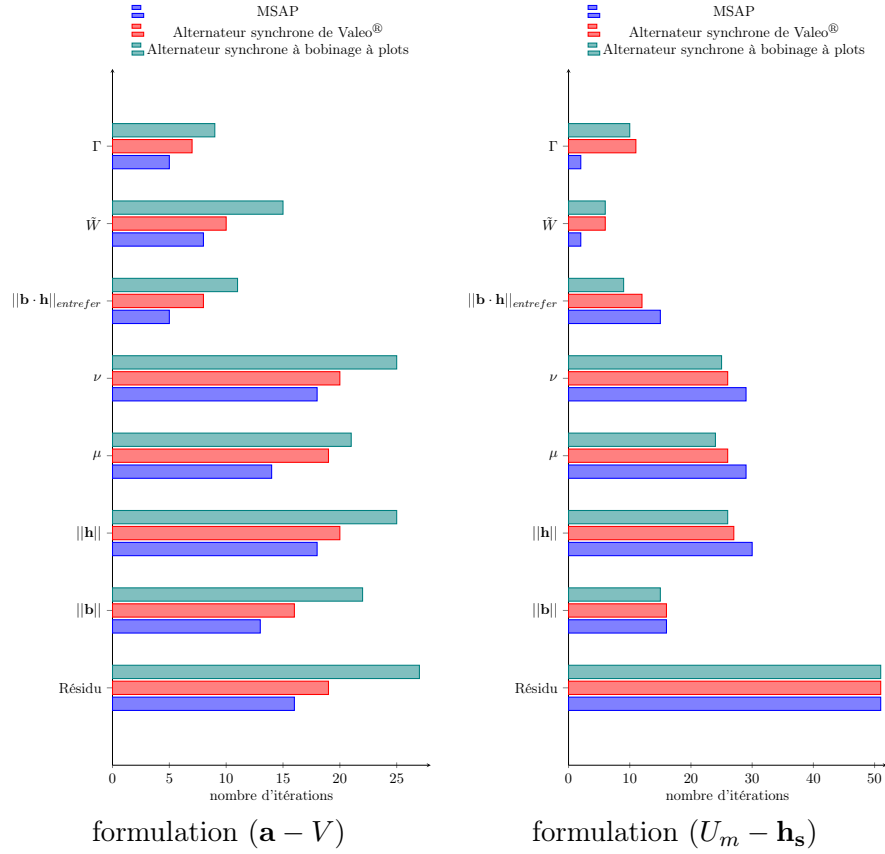 MSAP
Alternateur synchrone de Valeo®
Alternateur synchrone à bobinage à plots
Γ
W̃
||b · h||entrefer
ν
μ
||h||
||b||
Résidu
0 5 10 15 20 25
nombre d'itérations
formulation (a − V)
MSAP
Alternateur synchrone de Valeo®
Alternateur synchrone à bobinage à plots
Γ
W̃
||b · h||entrefer
ν
μ
||h||
||b||
Résidu
0 10 20 30 40 50
nombre d'itérations
formulation (Um − hs)